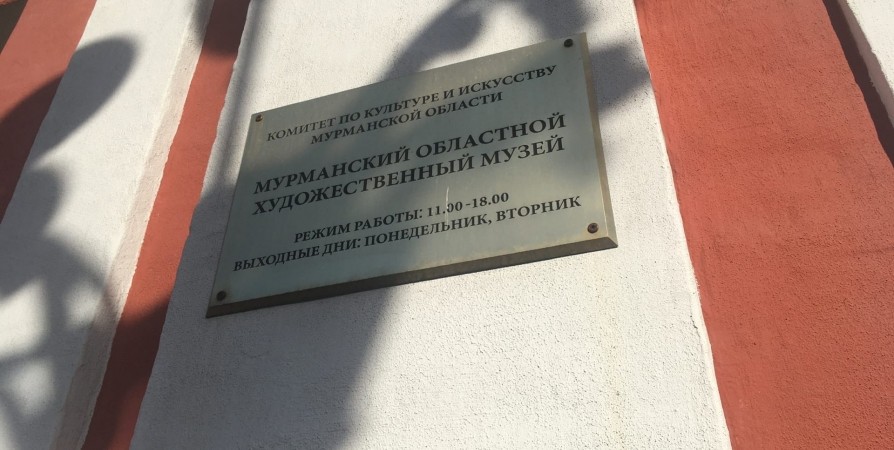 КОМИТЕТ ПО КУЛЬТУРЕ И ИСКУССТВУ
МУРМАНСКОЙ ОБЛАСТИ
МУРМАНСКИЙ ОБЛАСТНОЙ
ХУДОЖЕСТВЕННЫЙ МУЗЕЙ
РЕЖИМ РАБОТЫ: 11.00-18.00
ВЫХОДНЫЕ ДНИ: ПОНЕДЕЛЬНИК, ВТОРНИК